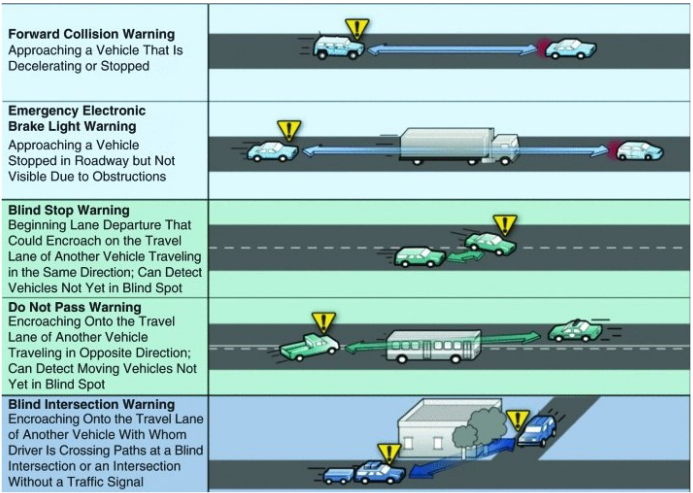 Forward Collision Warning
Approaching a Vehicle That Is
Decelerating or Stopped
Emergency Electronic
Brake Light Warning
Approaching a Vehicle
Stopped in Roadway but Not
Visible Due to Obstructions
Blind Stop Warning
Beginning Lane Departure That
Could Encroach on the Travel
Lane of Another Vehicle Traveling
in the Same Direction; Can Detect
Vehicles Not Yet in Blind Spot
Do Not Pass Warning
Encroaching Onto the Travel
Lane of Another Vehicle
Traveling in Opposite Direction;
Can Detect Moving Vehicles Not
Yet in Blind Spot
Blind Intersection Warning
Encroaching Onto the Travel Lane
of Another Vehicle With Whom
Driver Is Crossing Paths at a Blind
Intersection or an Intersection
Without a Traffic Signal